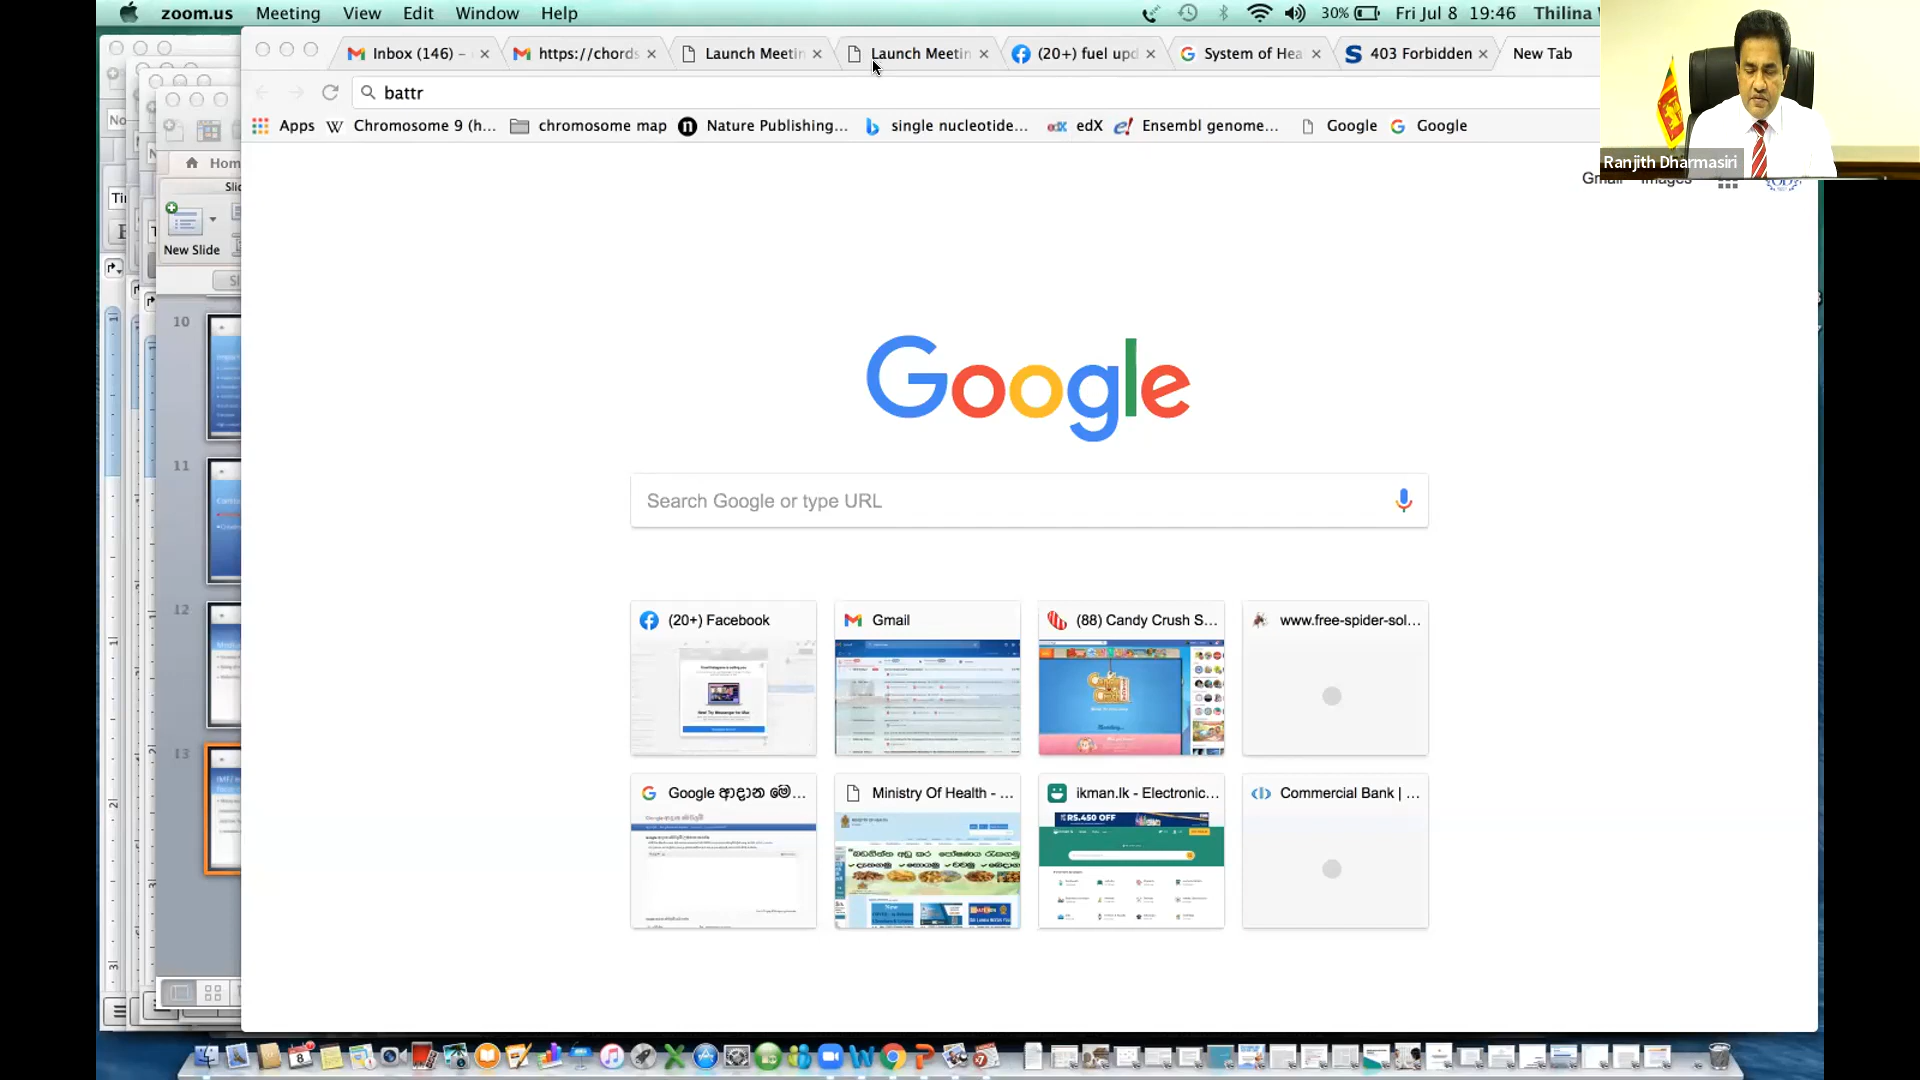 zoom.us Meeting View Edit Window Help 30% Fri Jul 8 19:46 Thilina
Inbox (146) – https://chords Launch Meetin Launch Meetin (20+) fuel upd System of Hea 403 Forbidden New Tab
battr
Apps Chromosome 9 (h... chromosome map Nature Publishing... single nucleotide... edX Ensembl genome... Google Google
Ranjith Dharmasiri
Hom
New Slide
10
11
12
13
Google
Search Google or type URL
(20+) Facebook Gmail (88) Candy Crush S... www.free-spider-sol...
Google ආදාන මෙ... Ministry Of Health - ... ikman.lk - Electronic... Commercial Bank | ...
RS.450 OFF